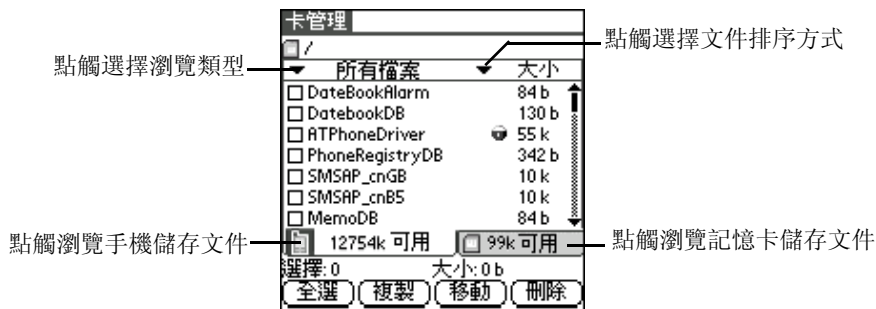 卡管理
/
點觸選擇文件排序方式
點觸選擇瀏覽類型
所有檔案 大小
DateBookAlarm 84 b
DatebookDB 130 b
ATPhoneDriver 55 k
PhoneRegistryDB 342 b
SMSAP_cnGB 10 k
SMSAP_cnB5 10 k
MemoDB 84 b
點觸瀏覽手機儲存文件
12754k 可用 99k 可用
點觸瀏覽記憶卡儲存文件
選擇: 0 大小: 0 b
全選 複製 移動 刪除